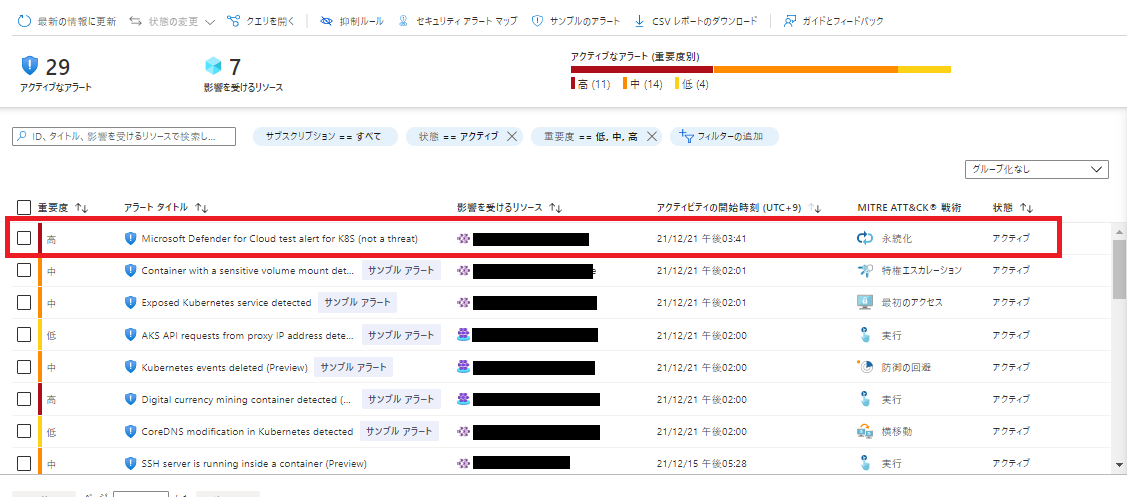 最新の情報に更新 状態の変更 クエリを開く 抑制ルール セキュリティ アラート マップ サンプルのアラート CSV レポートのダウンロード ガイドとフィードバック
29 アクティブなアラート
7 影響を受けるリソース
アクティブなアラート (重要度別)
高 (11) 中 (14) 低 (4)
ID、タイトル、影響を受けるリソースで検索し... サブスクリプション == すべて 状態 == アクティブ 重要度 == 低, 中, 高 フィルターの追加
グループ化なし
重要度 アラート タイトル 影響を受けるリソース アクティビティの開始時刻 (UTC+9) MITRE ATT&CK® 戦術 状態
高 Microsoft Defender for Cloud test alert for K8S (not a threat) 21/12/21 午後03:41 永続化 アクティブ
中 Container with a sensitive volume mount det... サンプル アラート 21/12/21 午後02:01 特権エスカレーション アクティブ
中 Exposed Kubernetes service detected サンプル アラート 21/12/21 午後02:01 最初のアクセス アクティブ
低 AKS API requests from proxy IP address dete... サンプル アラート 21/12/21 午後02:00 実行 アクティブ
中 Kubernetes events deleted (Preview) サンプル アラート 21/12/21 午後02:00 防御の回避 アクティブ
高 Digital currency mining container detected (... サンプル アラート 21/12/21 午後02:00 実行 アクティブ
低 CoreDNS modification in Kubernetes detected サンプル アラート 21/12/21 午後02:00 横移動 アクティブ
中 SSH server is running inside a container (Preview) 21/12/15 午後05:28 実行 アクティブ